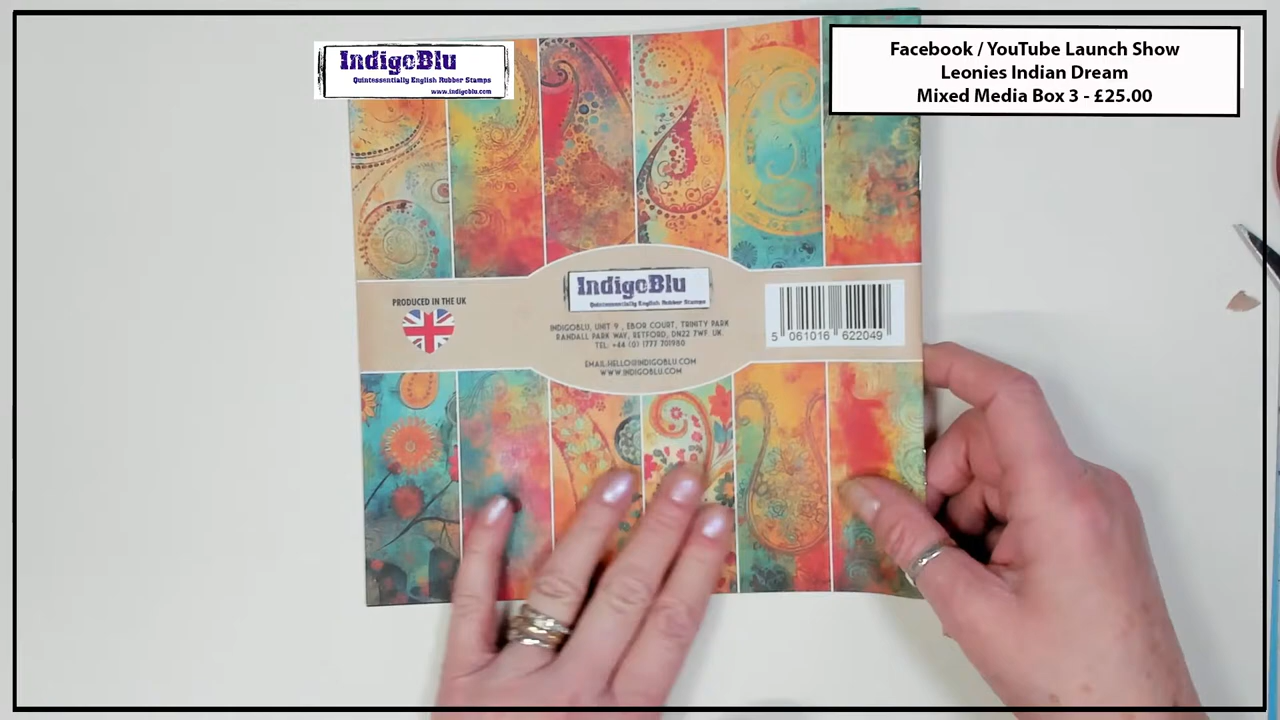 IndigoBlu
Quintessentially English Rubber Stamps
www.indigoblu.com
Facebook / YouTube Launch Show
Leonies Indian Dream
Mixed Media Box 3 - £25.00
PRODUCED IN THE UK
IndigoBlu
Quintessentially English Rubber Stamps
INDIGOBLU, UNIT 9 , EBOR COURT, TRINITY PARK
RANDALL PARK WAY, RETFORD, DN22 7WF UK.
TEL: +44 (0) 1777 701980
EMAIL:HELLO@INDIGOBLU.COM
WWW.INDIGOBLU.COM
5 061016 622049